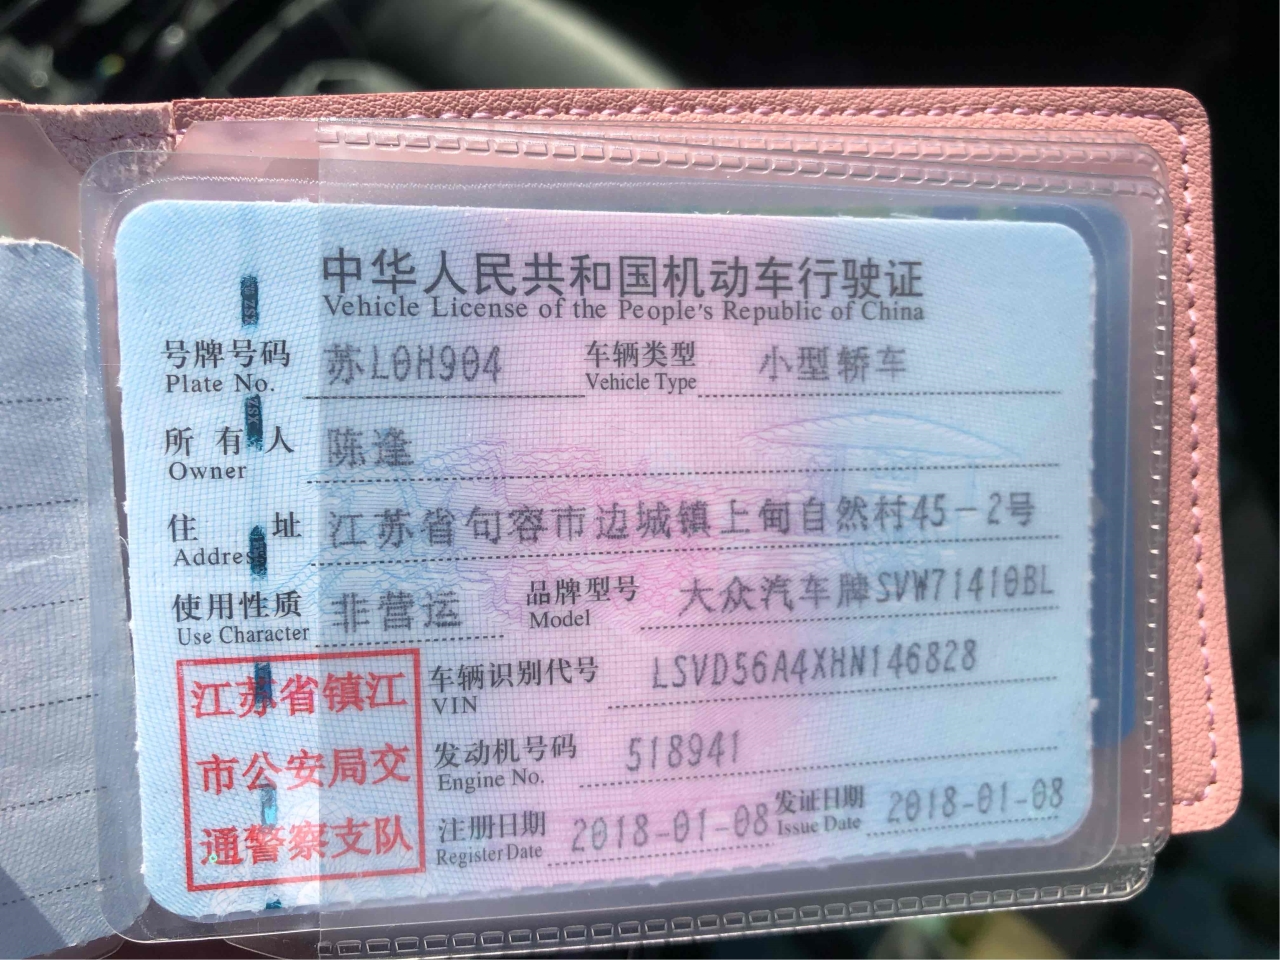 中华人民共和国机动车行驶证
Vehicle License of the People's Republic of China
号牌号码 苏L0H904 车辆类型 小型轿车
Plate No. Vehicle Type
所有人 陈逢
Owner
住址 江苏省句容市边城镇上甸自然村45-2号
Address
使用性质 非营运 品牌型号 大众汽车牌SVW71410BL
Use Character Model
江苏省镇江
市公安局交
通警察支队
车辆识别代号 LSVD56A4XHN146828
VIN
发动机号码 518941
Engine No.
注册日期 2018-01-08 发证日期 2018-01-08
Register Date Issue Date